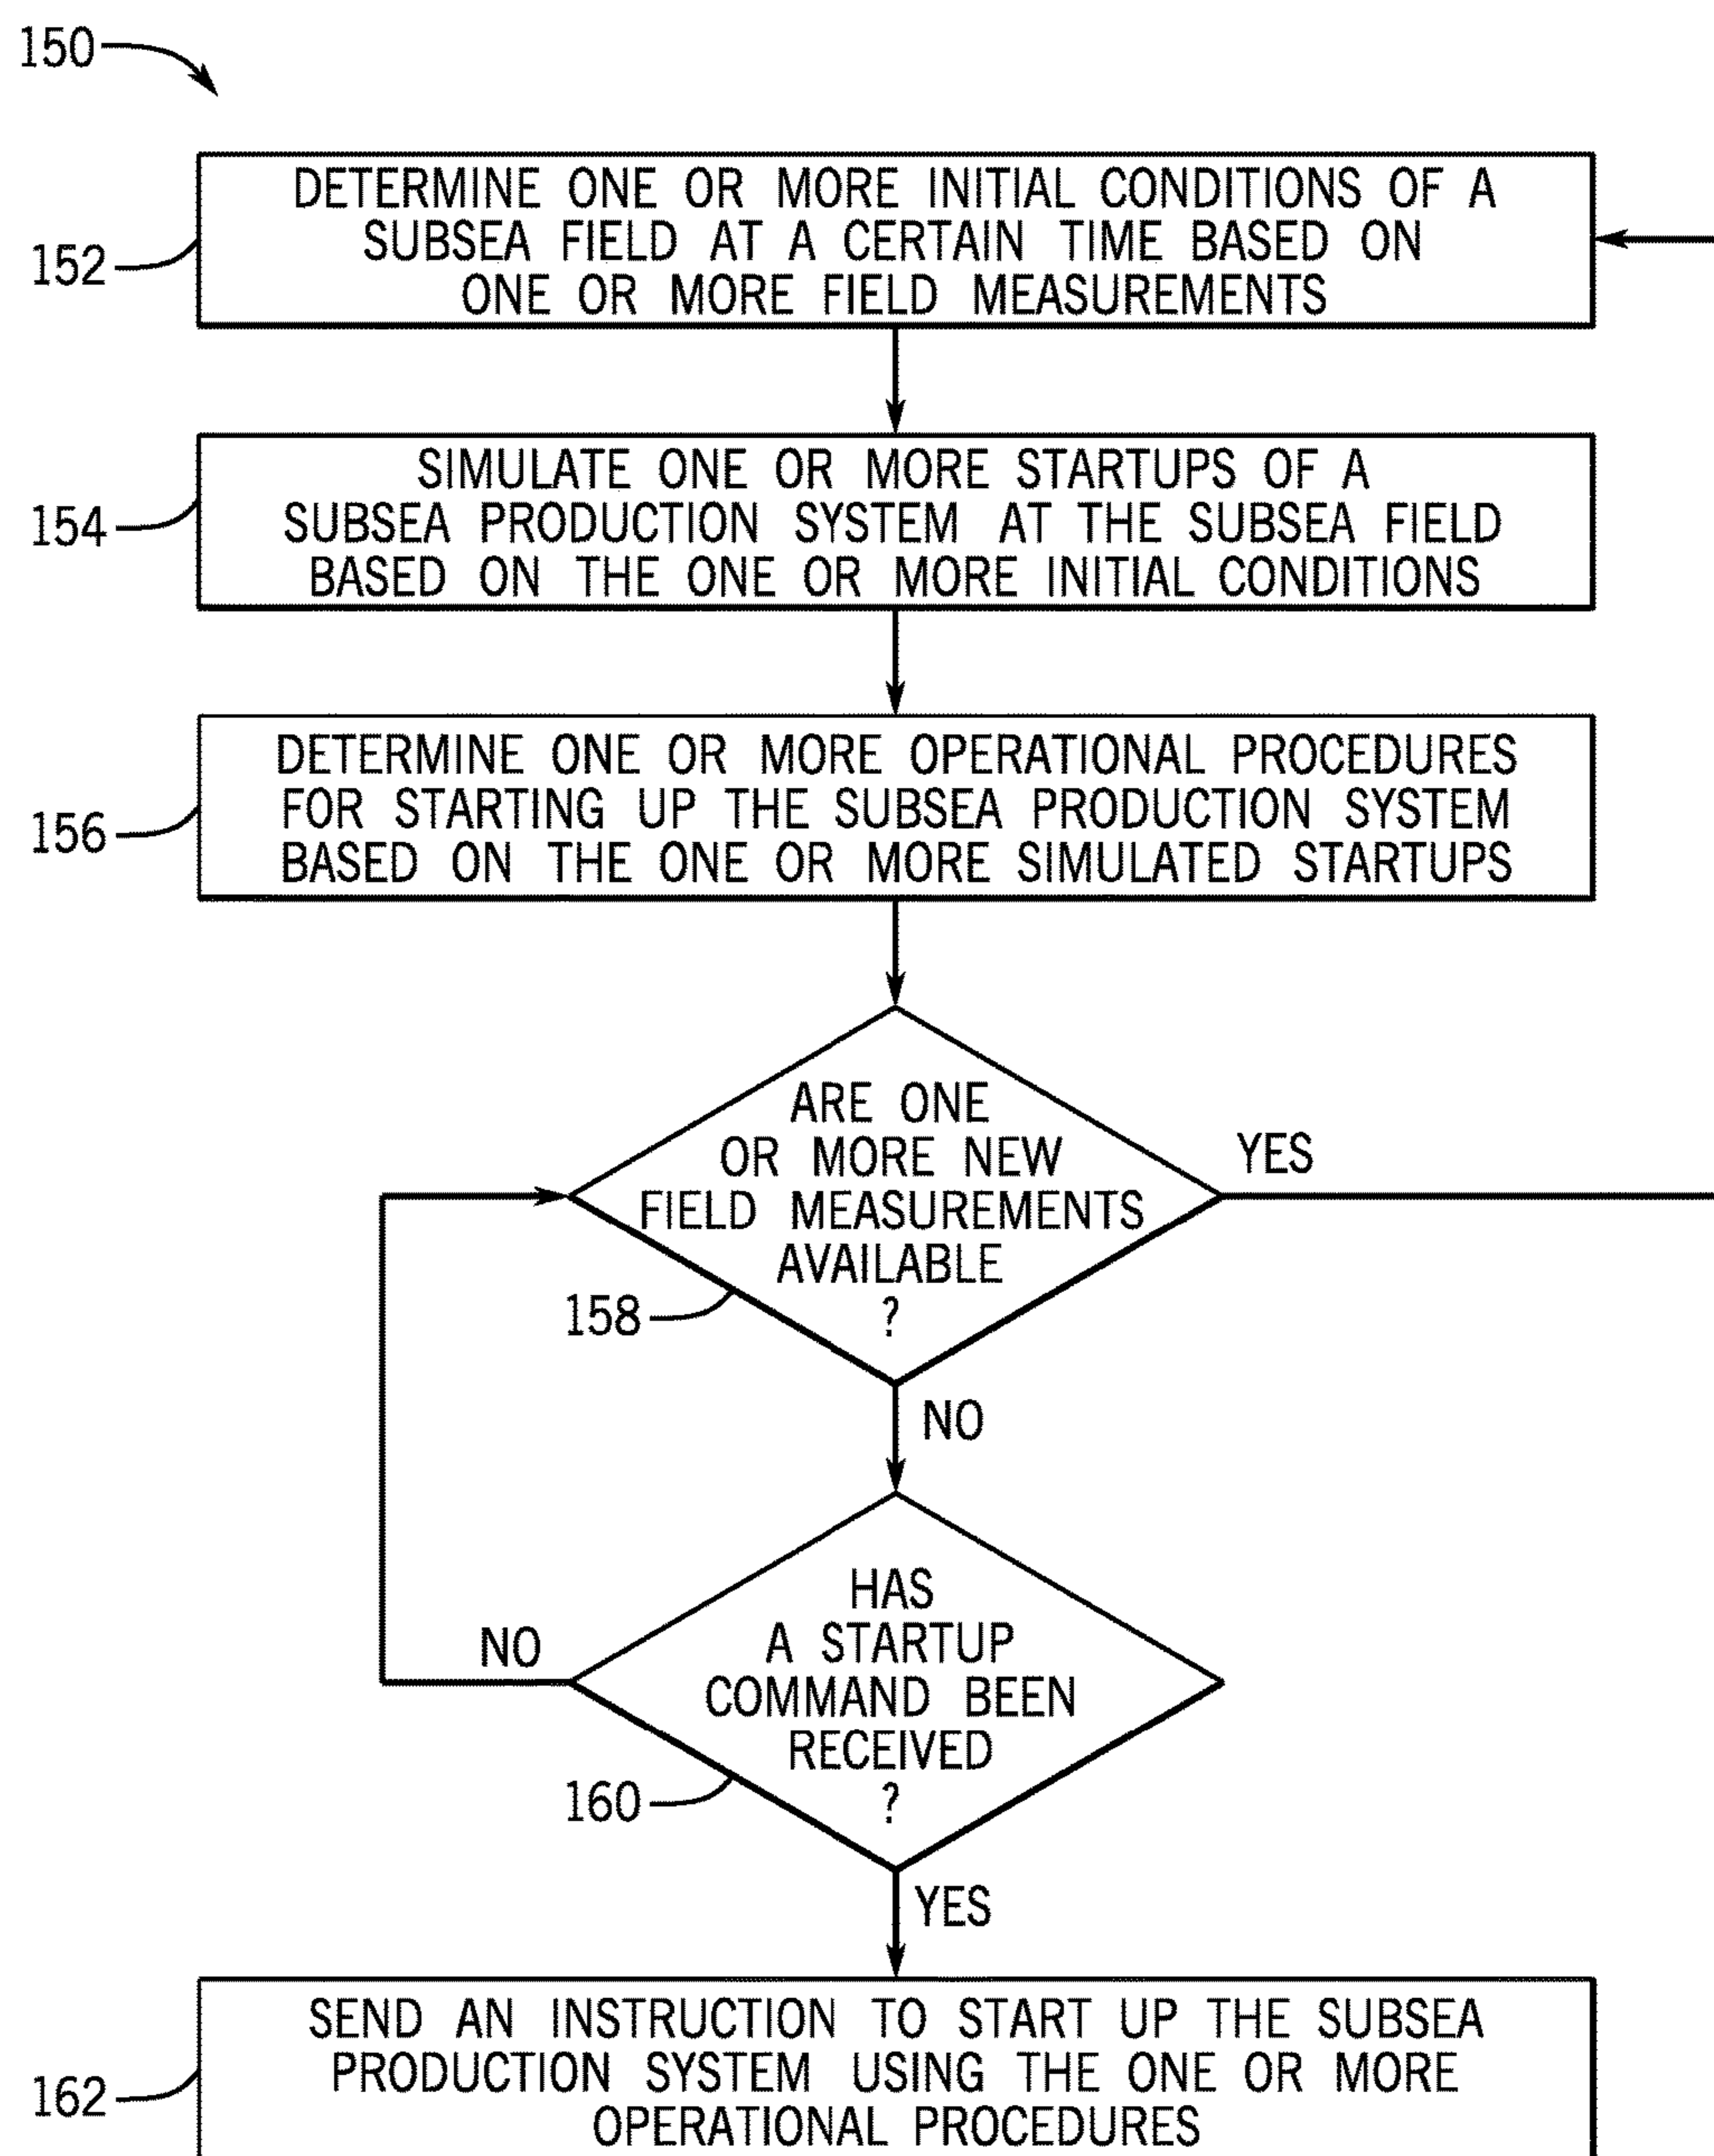 150
DETERMINE ONE OR MORE INITIAL CONDITIONS OF A
SUBSEA FIELD AT A CERTAIN TIME BASED ON
ONE OR MORE FIELD MEASUREMENTS
152
SIMULATE ONE OR MORE STARTUPS OF A
SUBSEA PRODUCTION SYSTEM AT THE SUBSEA FIELD
BASED ON THE ONE OR MORE INITIAL CONDITIONS
154
DETERMINE ONE OR MORE OPERATIONAL PROCEDURES
FOR STARTING UP THE SUBSEA PRODUCTION SYSTEM
BASED ON THE ONE OR MORE SIMULATED STARTUPS
156
ARE ONE
OR MORE NEW
FIELD MEASUREMENTS
AVAILABLE
?
YES
158
NO
HAS
A STARTUP
COMMAND BEEN
RECEIVED
?
NO
160
YES
SEND AN INSTRUCTION TO START UP THE SUBSEA
PRODUCTION SYSTEM USING THE ONE OR MORE
OPERATIONAL PROCEDURES
162